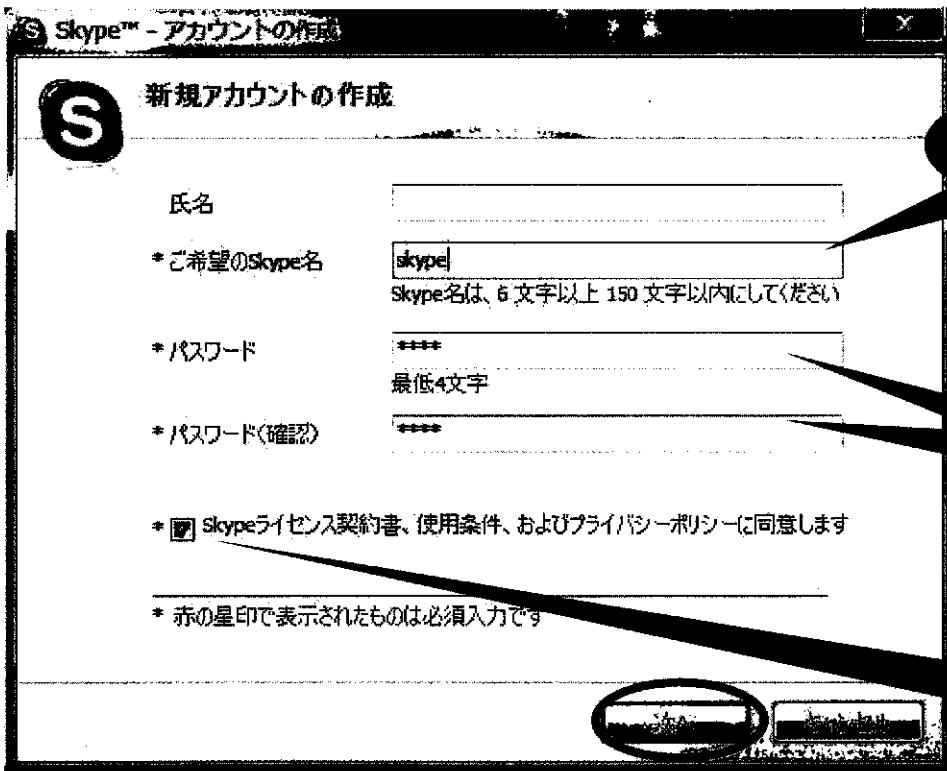 Skype™ - アカウントの作成
新規アカウントの作成
氏名
* ご希望のSkype名
skype
Skype名は、6 文字以上 150 文字以内にしてください
* パスワード
****
最低4文字
* パスワード(確認)
****
* Skypeライセンス契約書、使用条件、およびプライバシーポリシーに同意します
* 赤の星印で表示されたものは必須入力です